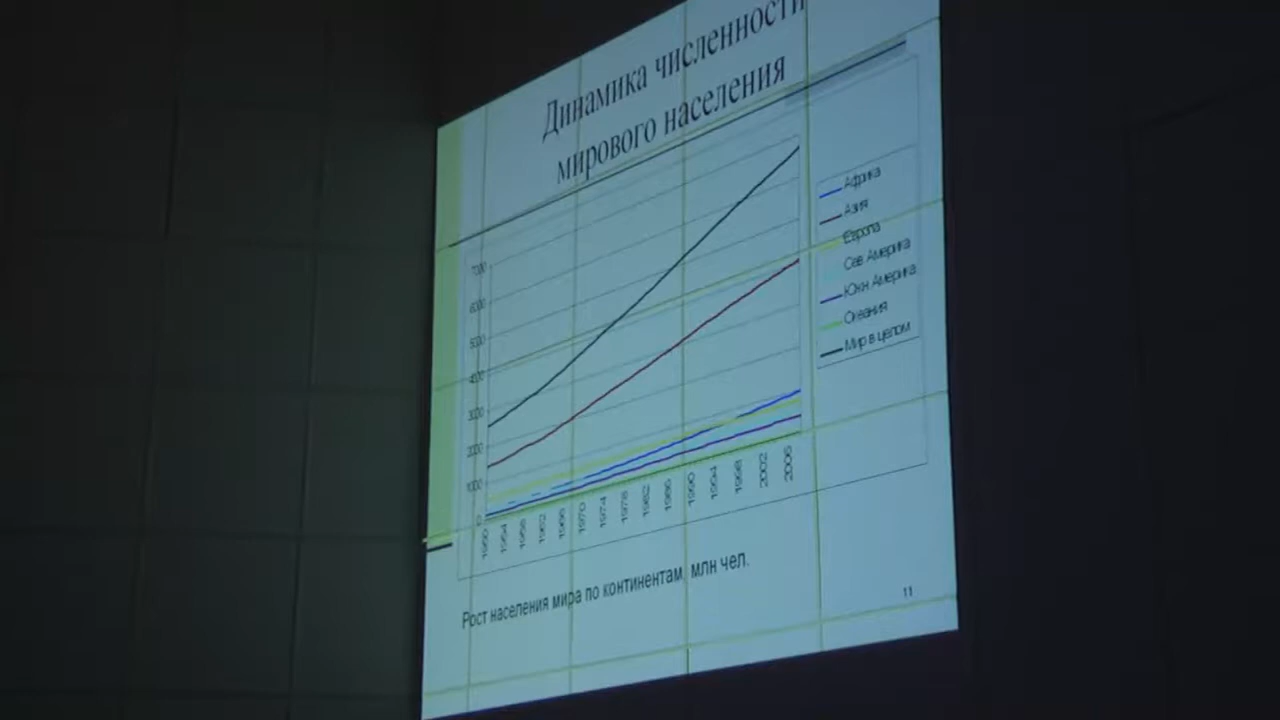 Динамика численности
мирового населения
7000
6000
5000
4000
3000
2000
1000
0
1950
1954
1958
1962
1966
1970
1974
1978
1982
1986
1990
1994
1998
2002
2006
Африка
Азия
Европа
Сев Америка
Южн Америка
Океания
Мир в целом
Рост населения мира по континентам, млн чел.
11